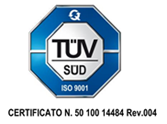 Q
TÜV
SÜD
ISO 9001
CERTIFICATO N. 50 100 14484 Rev.004